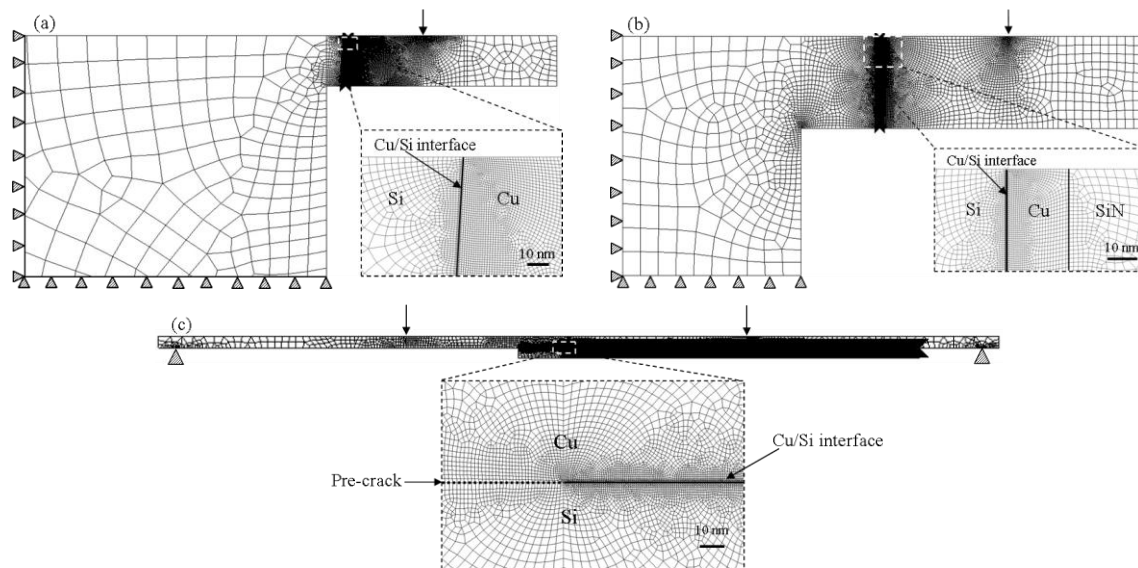 (a)
Cu/Si interface
Si
Cu
10 nm
(b)
Cu/Si interface
Si
Cu
SiN
10 nm
(c)
Cu
Cu/Si interface
Pre-crack
Si
10 nm